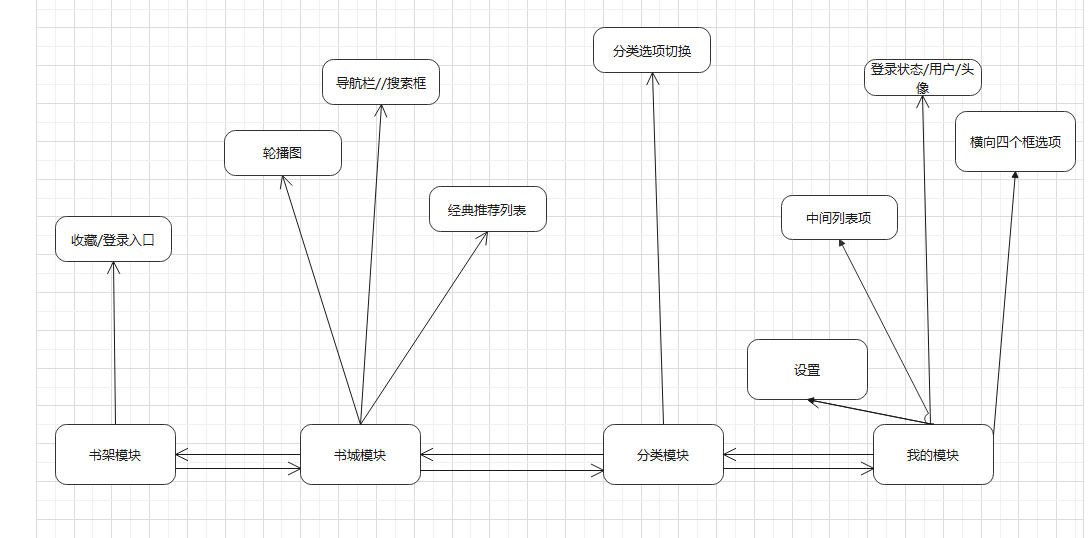 分类选项切换
登录状态/用户/头
像
导航栏//搜索框
横向四个框选项
轮播图
经典推荐列表
中间列表项
收藏/登录入口
设置
书架模块
书城模块
分类模块
我的模块